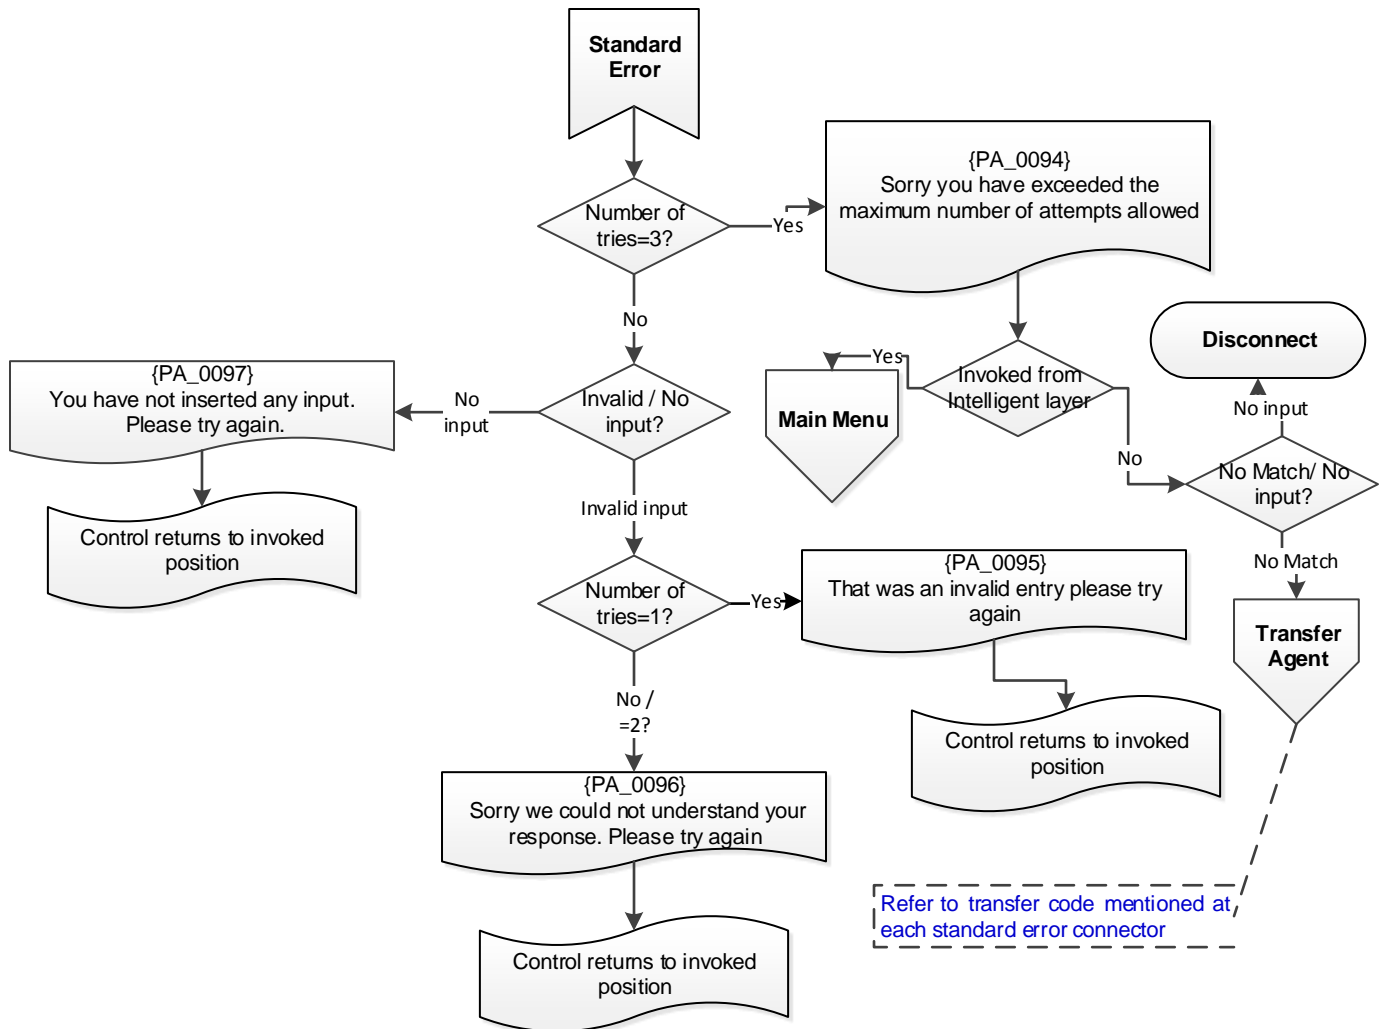 Standard
Error
{PA_0094}
Sorry you have exceeded the
maximum number of attempts allowed
Number of
tries=3?
Yes
No
Disconnect
Yes
Invoked from
Intelligent layer
{PA_0097}
You have not inserted any input.
Please try again.
No
input
Invalid / No
input?
Main Menu
No input
No
No Match/ No
input?
Invalid input
Control returns to invoked
position
No Match
{PA_0095}
That was an invalid entry please try
again
Number of
tries=1?
Yes
Transfer
Agent
No /
=2?
Control returns to invoked
position
{PA_0096}
Sorry we could not understand your
response. Please try again
Refer to transfer code mentioned at
each standard error connector
Control returns to invoked
position